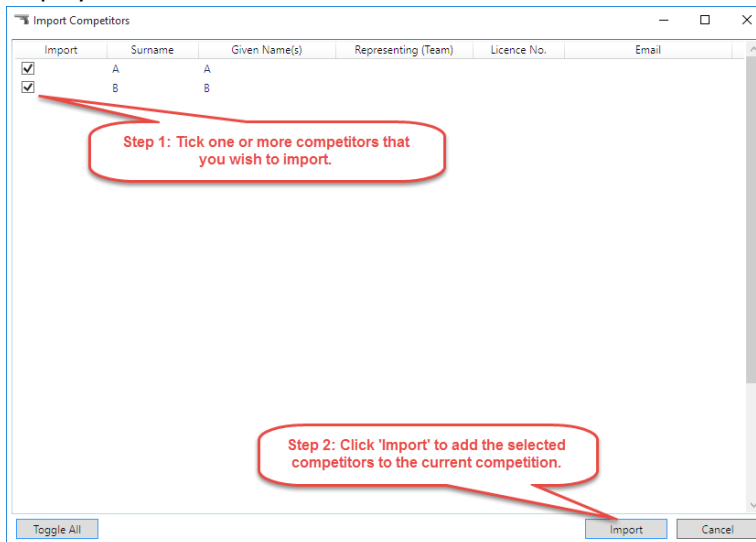 Import Competitors
Import Surname Given Name(s) Representing (Team) Licence No. Email
A A
B B
Step 1: Tick one or more competitors that
you wish to import.
Step 2: Click 'Import' to add the selected
competitors to the current competition.
Toggle All Import Cancel